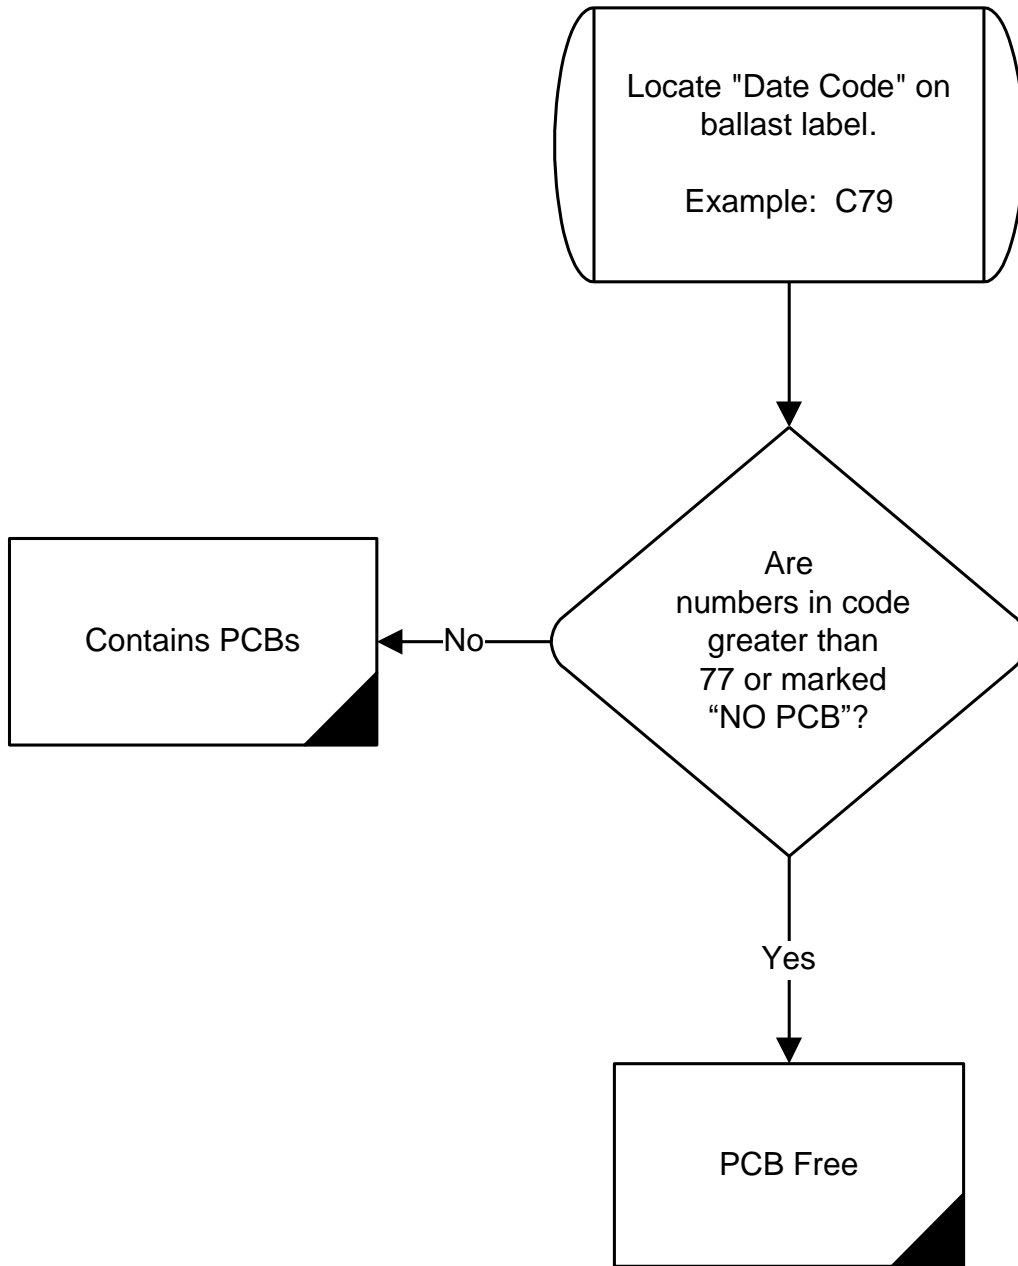 Locate "Date Code" on
ballast label.
Example:  C79
Are
numbers in code
greater than
77 or marked
“NO PCB”?
No
Contains PCBs
Yes
PCB Free